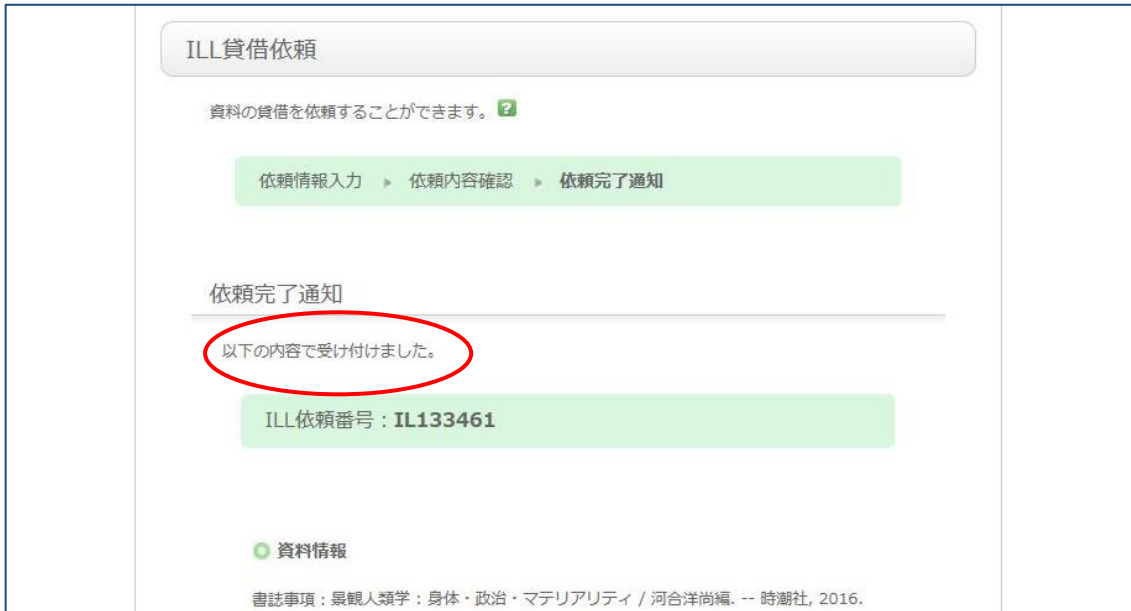 ILL貸借依頼
資料の貸借を依頼することができます。 ?
依頼情報入力 ▶ 依頼内容確認 ▶ 依頼完了通知
依頼完了通知
以下の内容で受け付けました。
ILL依頼番号：IL133461
資料情報
書誌事項：景観人類学：身体・政治・マテリアリティ / 河合洋尚編. -- 時潮社, 2016.